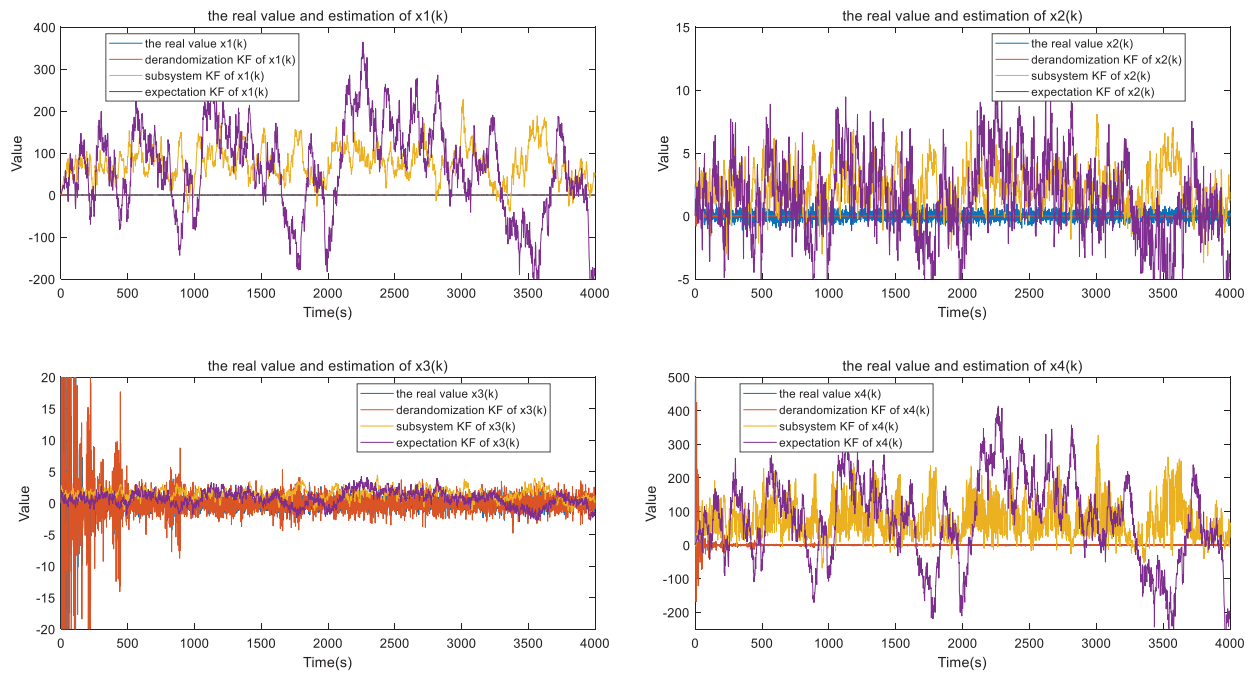 the real value and estimation of x1(k)
400
300
200
100
0
-100
-200
Value
the real value x1(k)
derandomization KF of x1(k)
subsystem KF of x1(k)
expectation KF of x1(k)
0 500 1000 1500 2000 2500 3000 3500 4000
Time(s)
the real value and estimation of x2(k)
15
10
5
0
-5
Value
the real value x2(k)
derandomization KF of x2(k)
subsystem KF of x2(k)
expectation KF of x2(k)
0 500 1000 1500 2000 2500 3000 3500 4000
Time(s)
the real value and estimation of x3(k)
20
15
10
5
0
-5
-10
-15
-20
Value
the real value x3(k)
derandomization KF of x3(k)
subsystem KF of x3(k)
expectation KF of x3(k)
0 500 1000 1500 2000 2500 3000 3500 4000
Time(s)
the real value and estimation of x4(k)
500
400
300
200
100
0
-100
-200
Value
the real value x4(k)
derandomization KF of x4(k)
subsystem KF of x4(k)
expectation KF of x4(k)
0 500 1000 1500 2000 2500 3000 3500 4000
Time(s)